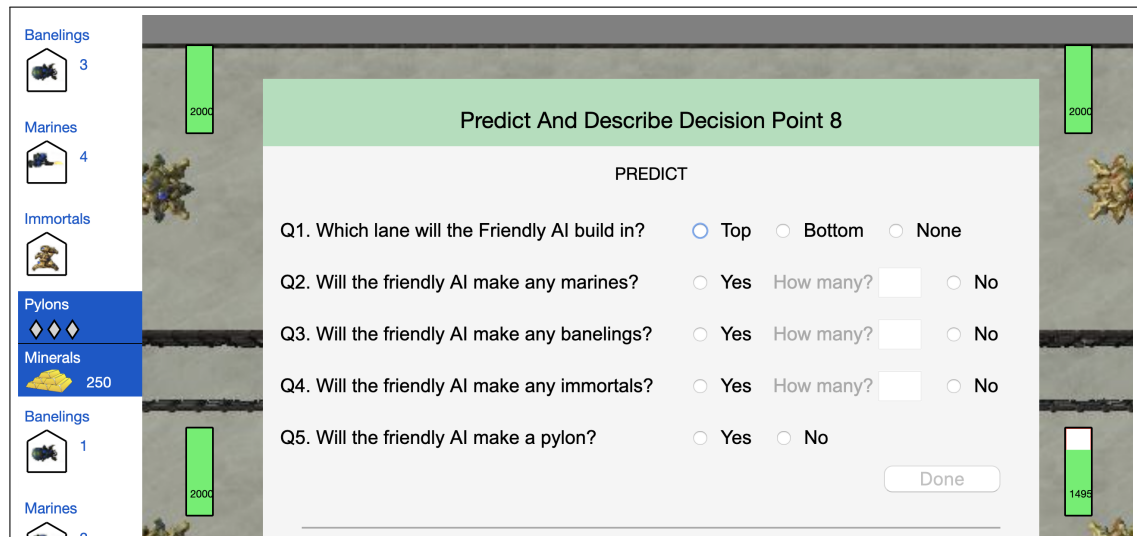 Banelings
3
2000
2000
Predict And Describe Decision Point 8
Marines
4
PREDICT
Immortals
Q1. Which lane will the Friendly AI build in? Top Bottom None
Q2. Will the friendly AI make any marines? Yes How many? No
Pylons
Q3. Will the friendly AI make any banelings? Yes How many? No
Minerals
250
Q4. Will the friendly AI make any immortals? Yes How many? No
Banelings
1
Q5. Will the friendly AI make a pylon? Yes No
Done
2000
1495
Marines